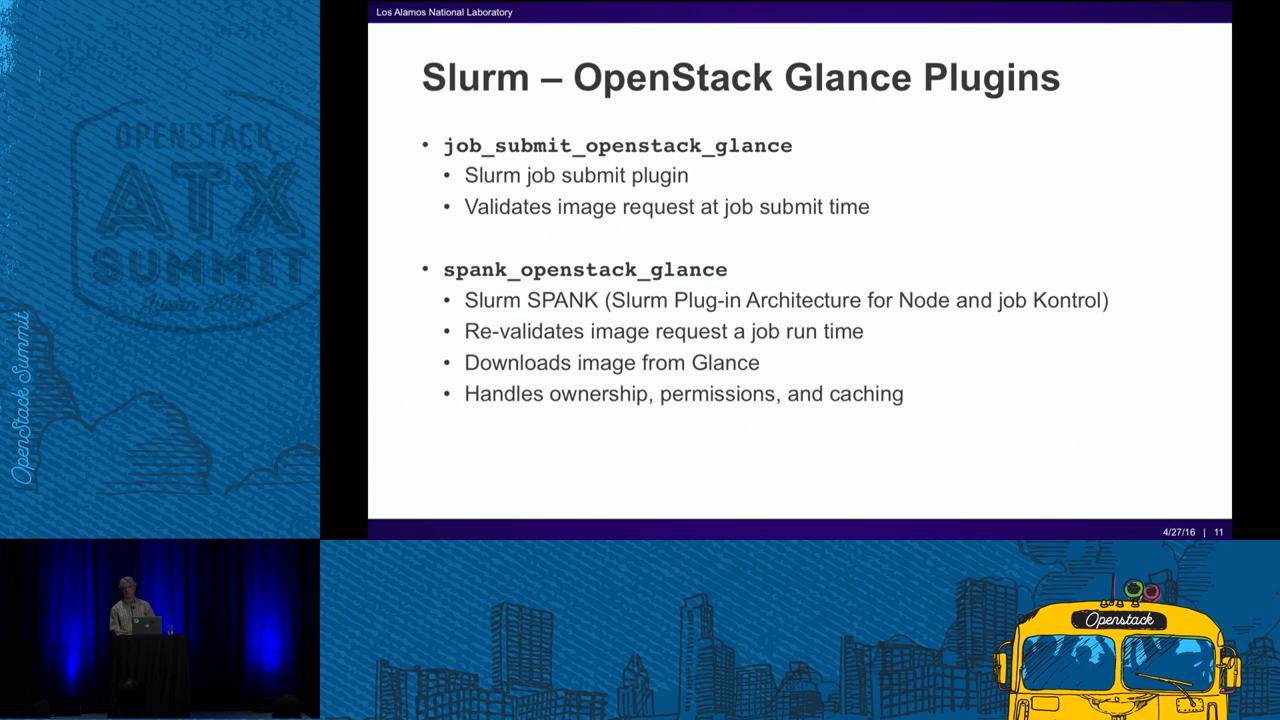 Los Alamos National Laboratory
Slurm – OpenStack Glance Plugins
• job_submit_openstack_glance
• Slurm job submit plugin
• Validates image request at job submit time
• spank_openstack_glance
• Slurm SPANK (Slurm Plug-in Architecture for Node and job Kontrol)
• Re-validates image request a job run time
• Downloads image from Glance
• Handles ownership, permissions, and caching
4/27/16 | 11
OPENSTACK
ATX
SUMMIT
Austin 2016
OpenStack Summit
Openstack